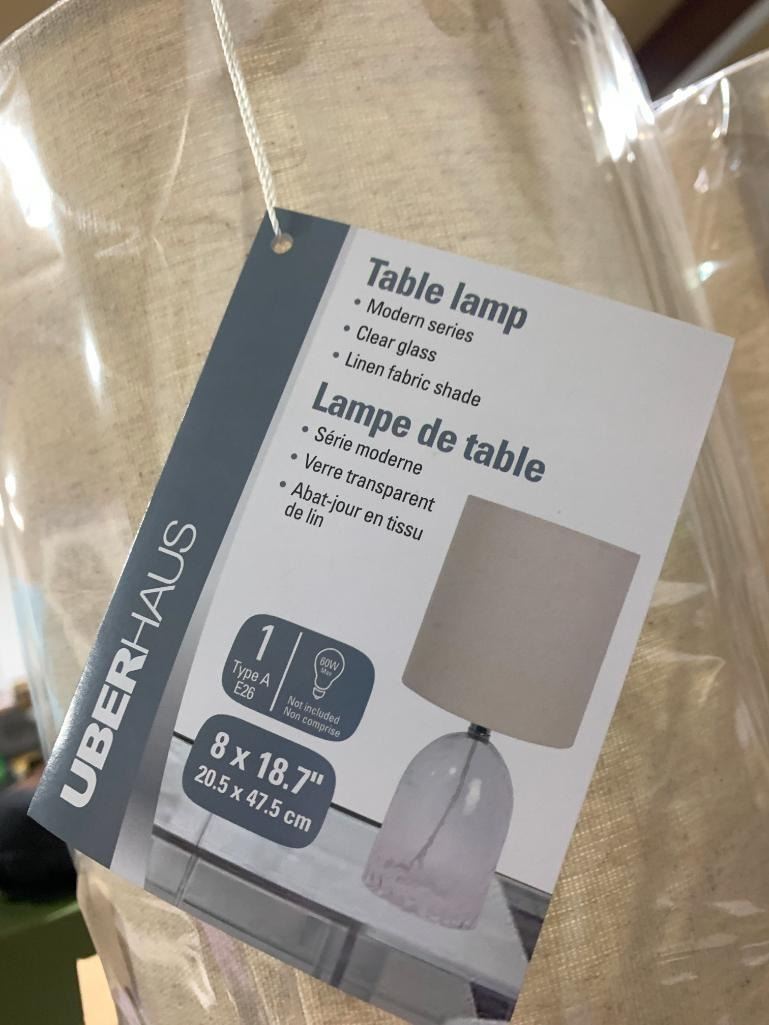 Table lamp
• Modern series
• Clear glass
• Linen fabric shade
Lampe de table
• Série moderne
• Verre transparent
• Abat-jour en tissu
de lin
UBERHAUS
1
Type A
E26
60W
Max
Not included
Non comprise
8 x 18.7"
20.5 x 47.5 cm